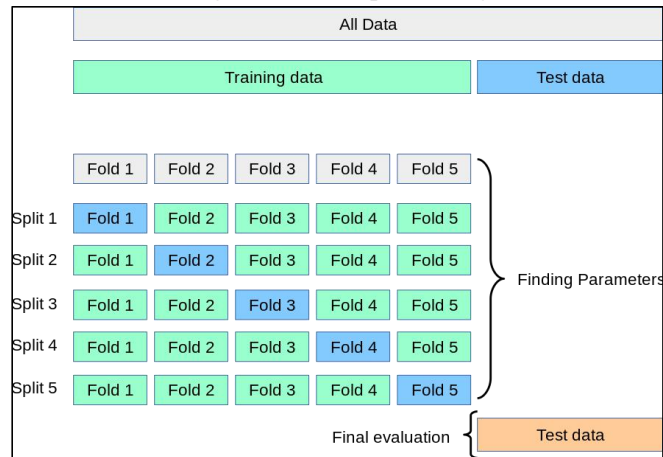 All Data
Training data Test data
Fold 1 Fold 2 Fold 3 Fold 4 Fold 5
Split 1 Fold 1 Fold 2 Fold 3 Fold 4 Fold 5
Split 2 Fold 1 Fold 2 Fold 3 Fold 4 Fold 5
Finding Parameters
Split 3 Fold 1 Fold 2 Fold 3 Fold 4 Fold 5
Split 4 Fold 1 Fold 2 Fold 3 Fold 4 Fold 5
Split 5 Fold 1 Fold 2 Fold 3 Fold 4 Fold 5
Final evaluation Test data